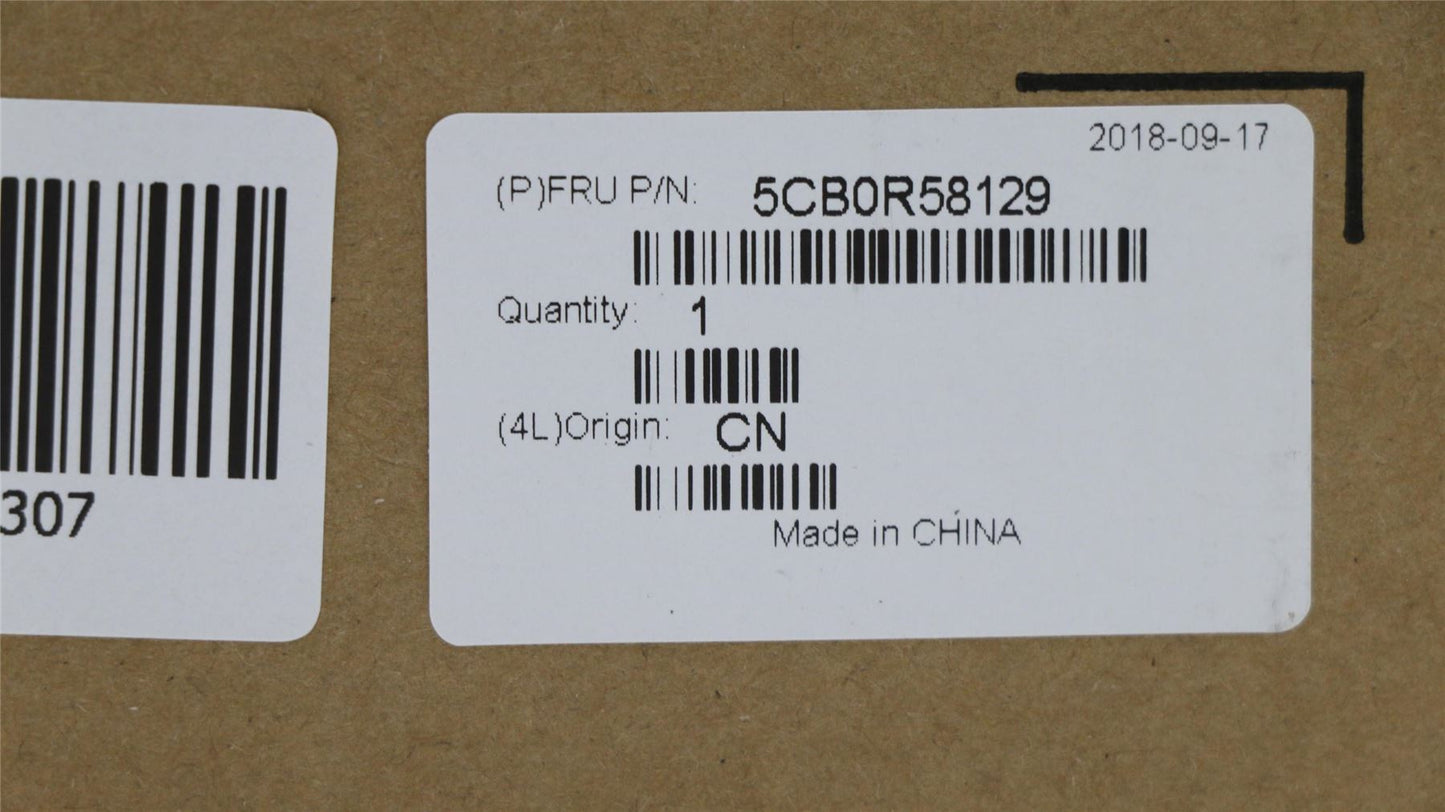 2018-09-17
(P)FRU P/N: 5CB0R58129
Quantity: 1
(4L)Origin: CN
Made in CHINA
307